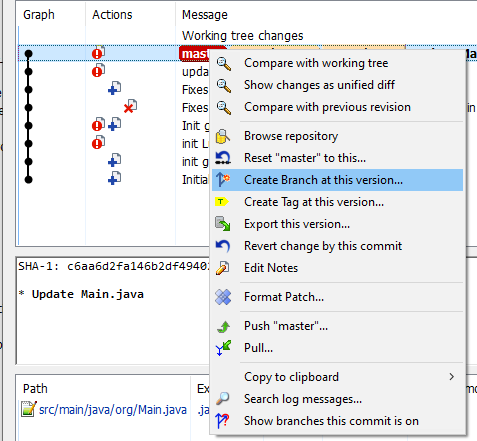 Graph Actions Message
Working tree changes
Compare with working tree
Show changes as unified diff
Compare with previous revision
Fixes
Fixes
Init g
init L
init g
Initia
Browse repository
Reset "master" to this...
Create Branch at this version...
Create Tag at this version...
Export this version...
Revert change by this commit
Edit Notes
Format Patch...
Push "master"...
Pull...
Copy to clipboard
Search log messages...
Show branches this commit is on
SHA-1: c6aa6d2fa146b2df4940
* Update Main.java
Path
src/main/java/org/Main.java .ja